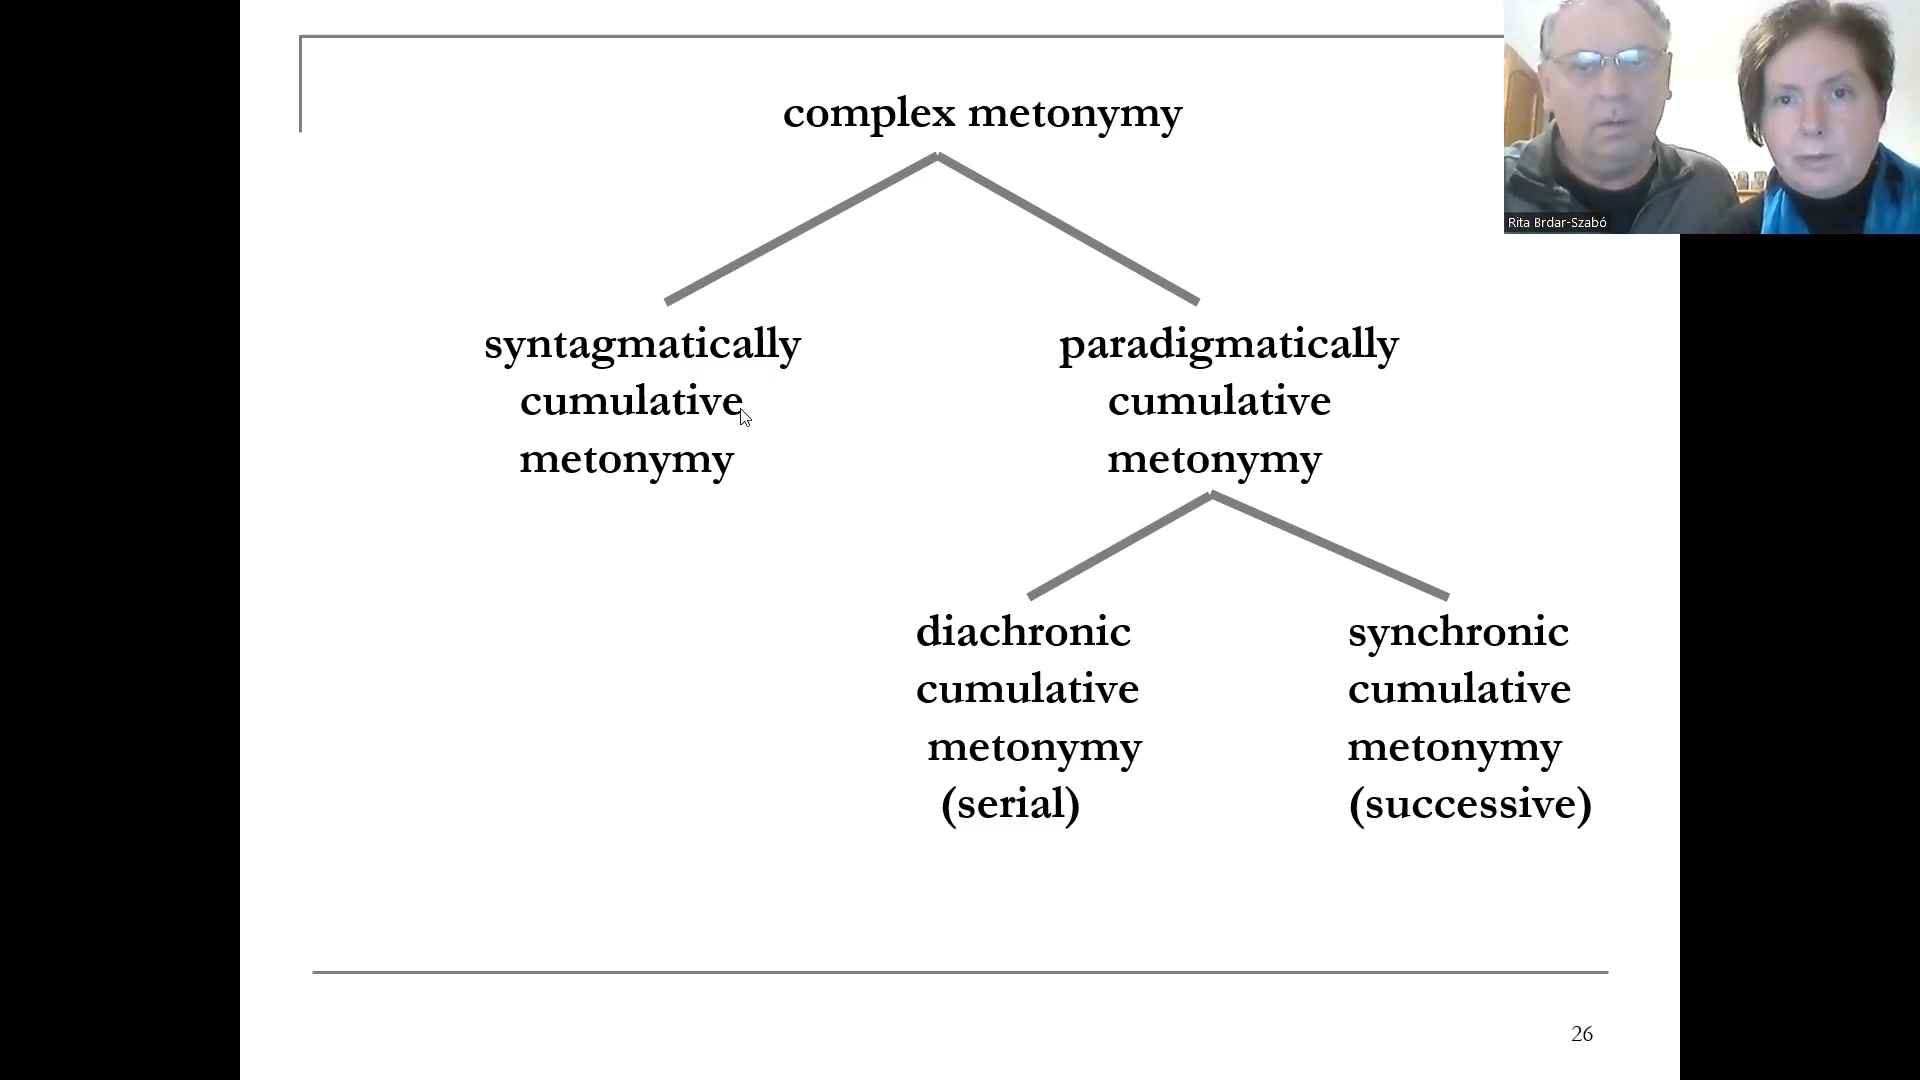 complex metonymy
Rita Brdar-Szabó
syntagmatically
cumulative
metonymy
paradigmatically
cumulative
metonymy
diachronic
cumulative
metonymy
(serial)
synchronic
cumulative
metonymy
(successive)
26